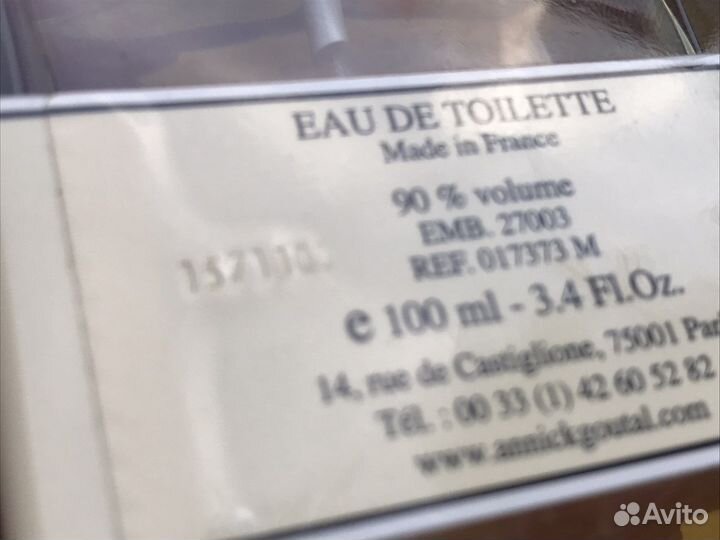 EAU DE TOILETTE
Made in France
90 % volume
EMB. 27003
REF. 017373 M
e 100 ml - 3.4 Fl.Oz.
14, rue de Castiglione, 75001 Par
Tél. : 00 33 (1) 42 60 52 82
www.annickgoutal.com
Avito